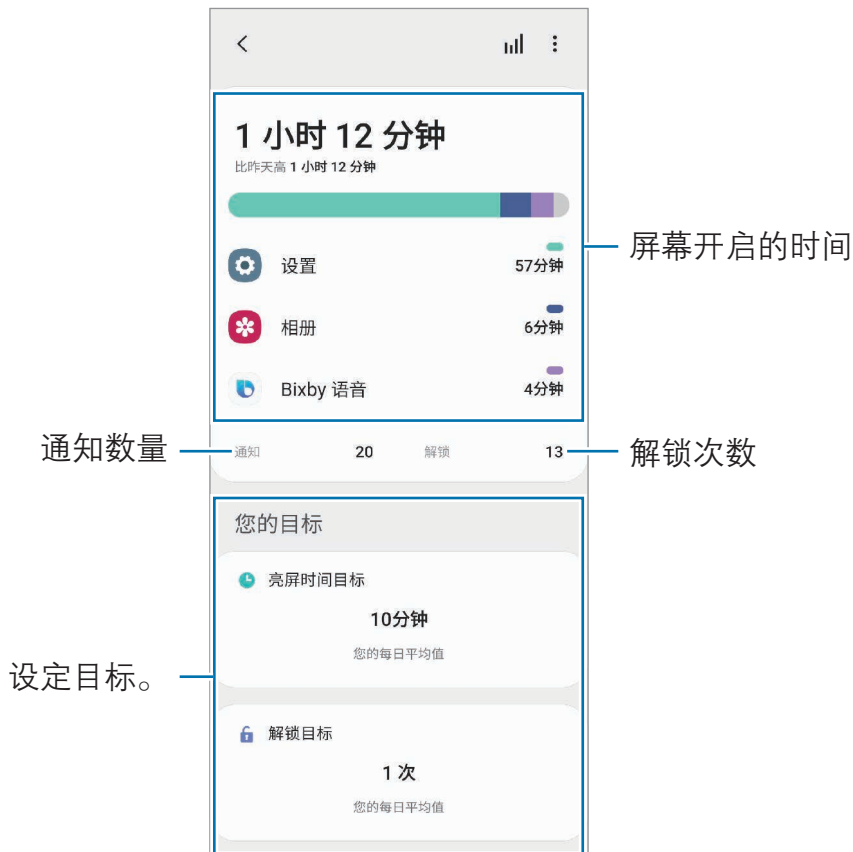 1 小时 12 分钟
比昨天高 1 小时 12 分钟
屏幕开启的时间
设置 57分钟
相册 6分钟
Bixby 语音 4分钟
通知数量
通知 20 解锁 13
解锁次数
您的目标
亮屏时间目标
10分钟
您的每日平均值
设定目标。
解锁目标
1 次
您的每日平均值